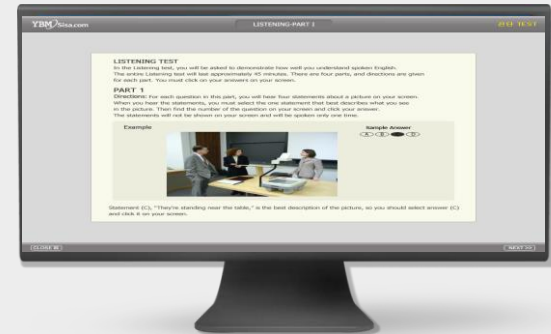 YBM Sisa.com
LISTENING-PART 1
TEST
LISTENING TEST
In the Listening test, you will be asked to demonstrate how well you understand spoken English.
The entire Listening test will last approximately 45 minutes. There are four parts, and directions are given
for each part. You must click on your answers on your screen.
PART 1
Directions: For each question in this part, you will hear four statements about a picture on your screen.
When you hear the statements, you must select the one statement that best describes what you see
in the picture. Then find the number of the question on your screen and click your answer.
The statements will not be shown on your screen and will be spoken only one time.
Example
Sample Answer
A B D
Statement (C), "They're standing near the table," is the best description of the picture, so you should select answer (C)
and click it on your screen.
CLOSE
NEXT >>